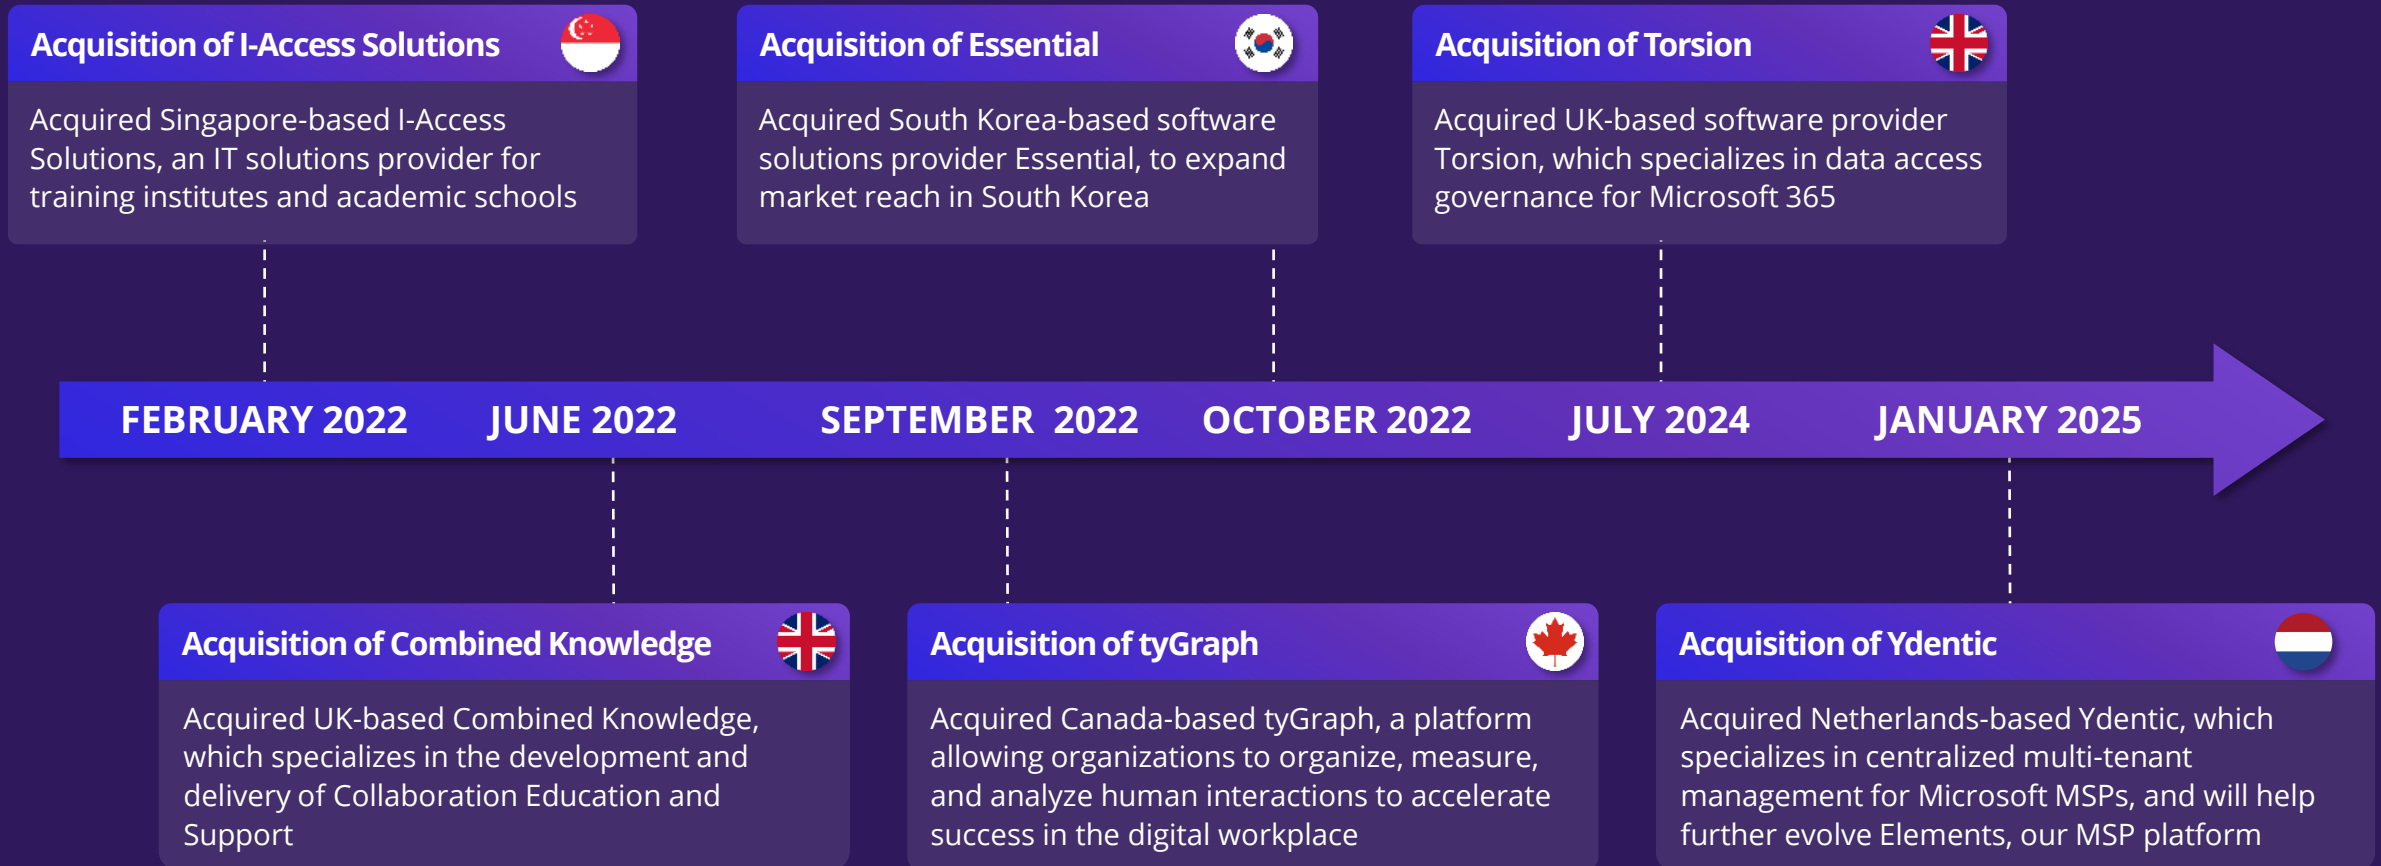 Acquisition of I-Access Solutions
Acquired Singapore-based I-Access
Solutions, an IT solutions provider for
training institutes and academic schools
Acquisition of Essential
Acquired South Korea-based software
solutions provider Essential, to expand
market reach in South Korea
Acquisition of Torsion
Acquired UK-based software provider
Torsion, which specializes in data access
governance for Microsoft 365
FEBRUARY 2022
JUNE 2022
SEPTEMBER 2022
OCTOBER 2022
JULY 2024
JANUARY 2025
Acquisition of Combined Knowledge
Acquired UK-based Combined Knowledge,
which specializes in the development and
delivery of Collaboration Education and
Support
Acquisition of tyGraph
Acquired Canada-based tyGraph, a platform
allowing organizations to organize, measure,
and analyze human interactions to accelerate
success in the digital workplace
Acquisition of Ydentic
Acquired Netherlands-based Ydentic, which
specializes in centralized multi-tenant
management for Microsoft MSPs, and will help
further evolve Elements, our MSP platform